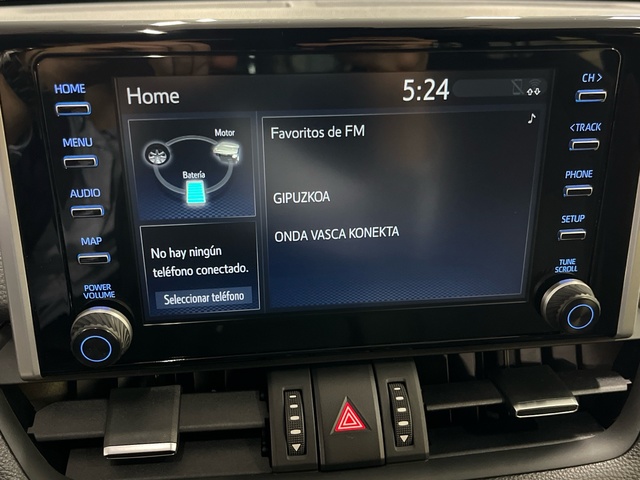 HOME
MENU
AUDIO
MAP
POWER
VOLUME
Home
5:24
Motor
Batería
No hay ningún
teléfono conectado.
Seleccionar teléfono
Favoritos de FM
GIPUZKOA
ONDA VASCA KONEKTA
CH >
< TRACK
PHONE
SETUP
TUNE
SCROLL